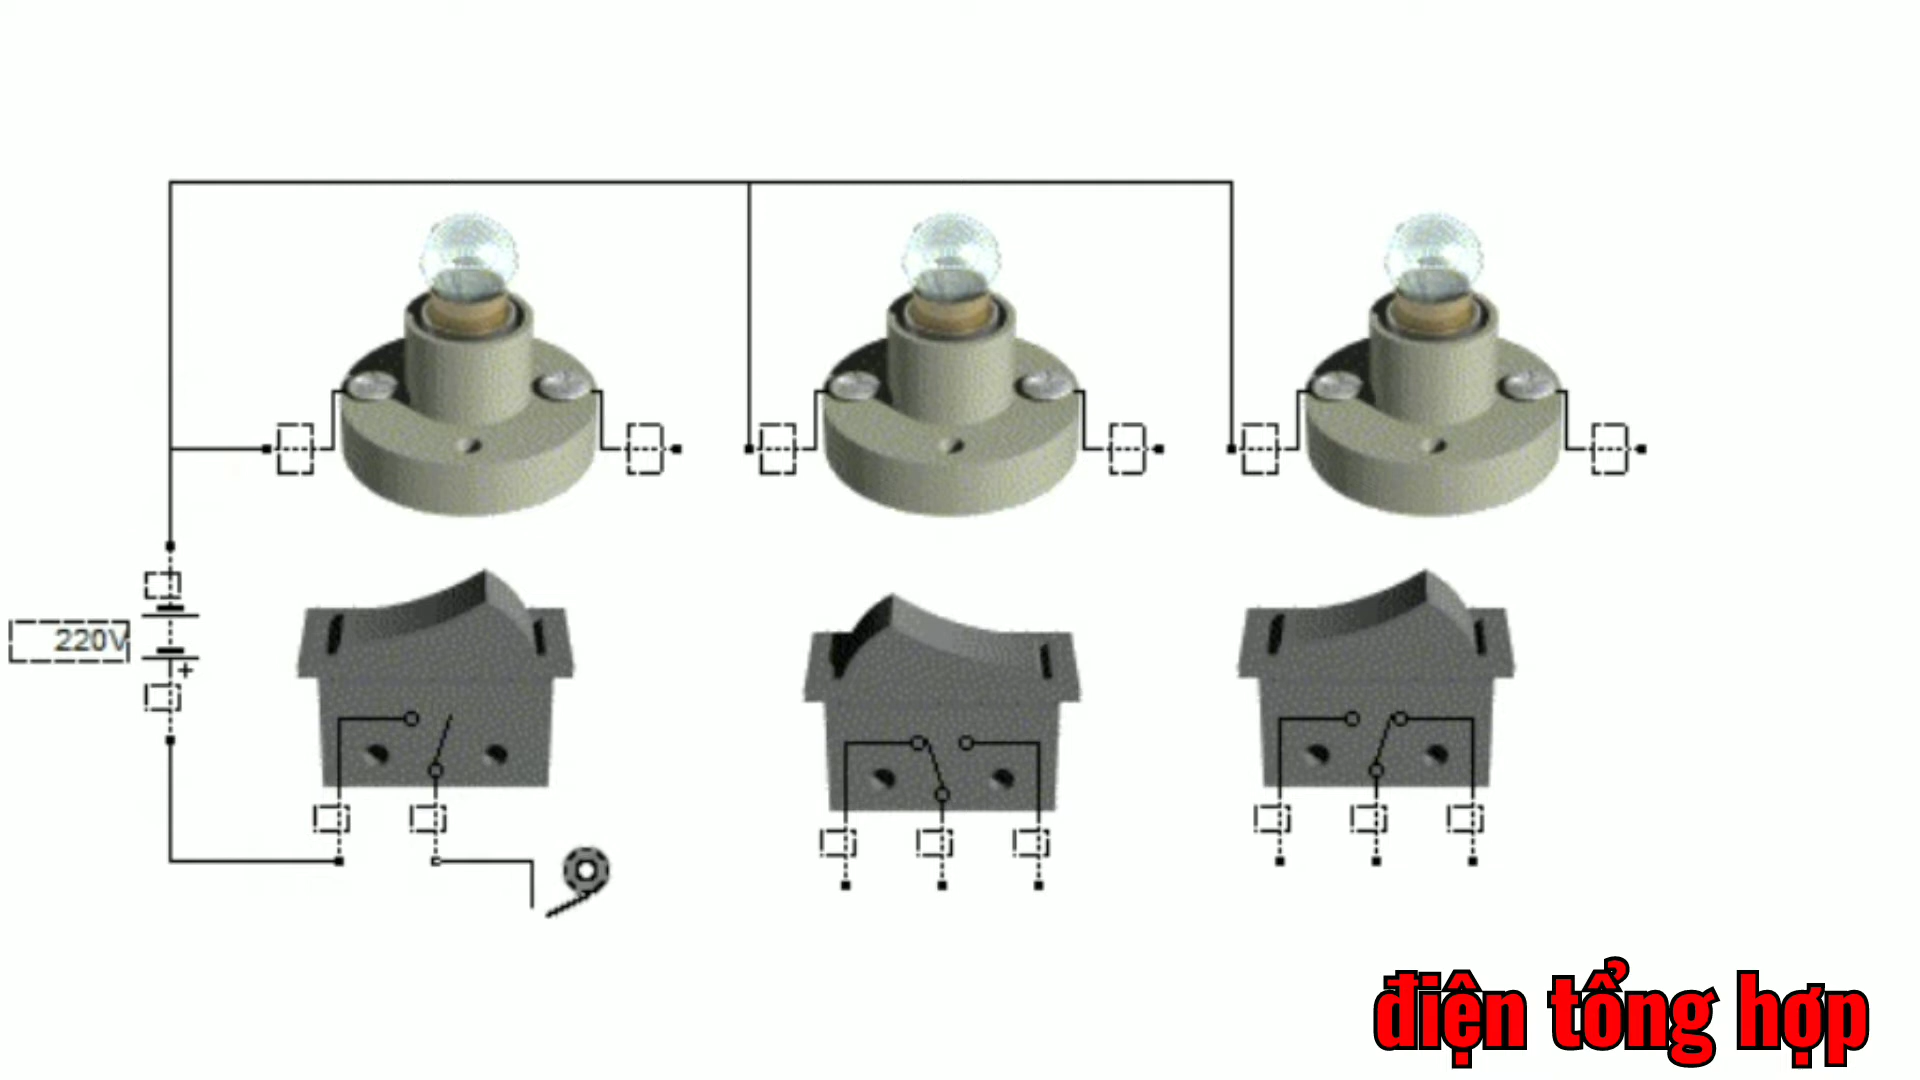 220V
+
điện tổng hợp